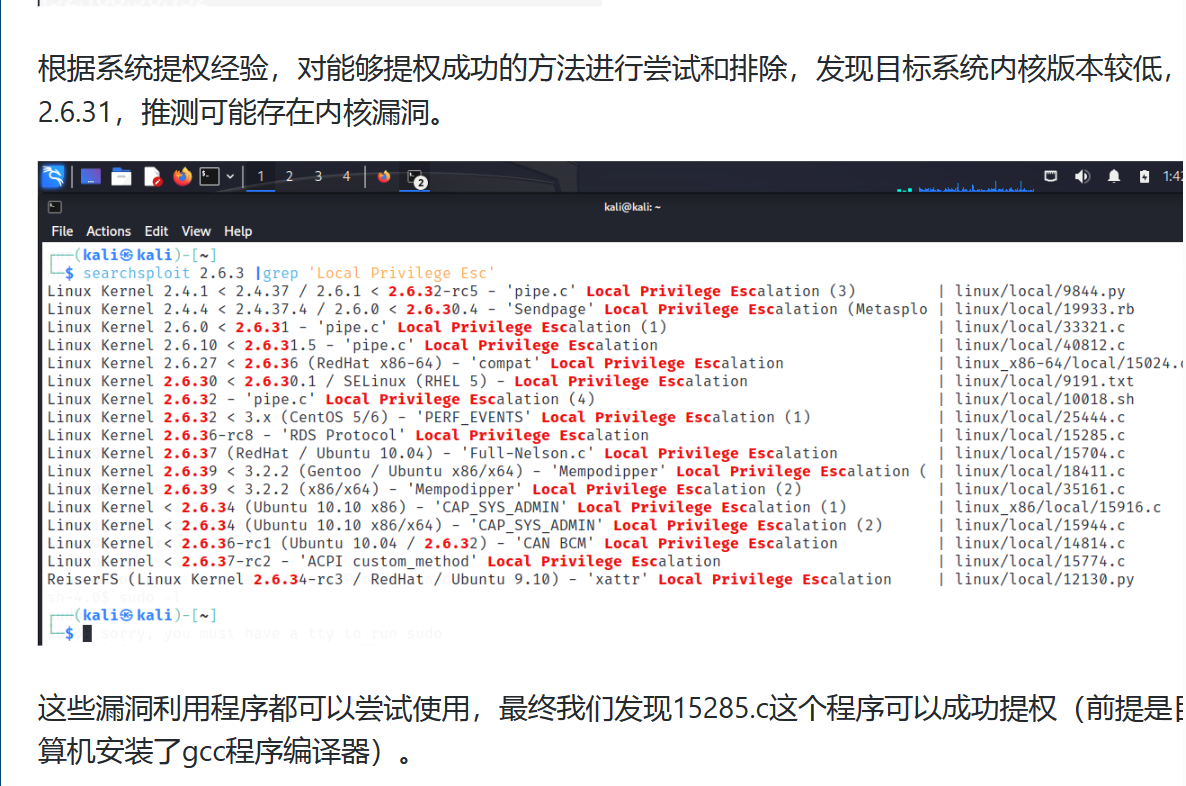 根据系统提权经验，对能够提权成功的方法进行尝试和排除，发现目标系统内核版本较低，
2.6.31，推测可能存在内核漏洞。
1 2 3 4 2 1:42
kali@kali: ~
File Actions Edit View Help
┌──(kali㉿kali)-[~]
└─$ searchsploit 2.6.3 |grep 'Local Privilege Esc'
Linux Kernel 2.4.1 < 2.4.37 / 2.6.1 < 2.6.32-rc5 - 'pipe.c' Local Privilege Escalation (3) | linux/local/9844.py
Linux Kernel 2.4.4 < 2.4.37.4 / 2.6.0 < 2.6.30.4 - 'Sendpage' Local Privilege Escalation (Metasplo | linux/local/19933.rb
Linux Kernel 2.6.0 < 2.6.31 - 'pipe.c' Local Privilege Escalation (1) | linux/local/33321.c
Linux Kernel 2.6.10 < 2.6.31.5 - 'pipe.c' Local Privilege Escalation | linux/local/40812.c
Linux Kernel 2.6.27 < 2.6.36 (RedHat x86-64) - 'compat' Local Privilege Escalation | linux_x86-64/local/15024.c
Linux Kernel 2.6.30 < 2.6.30.1 / SELinux (RHEL 5) - Local Privilege Escalation | linux/local/9191.txt
Linux Kernel 2.6.32 - 'pipe.c' Local Privilege Escalation (4) | linux/local/10018.sh
Linux Kernel 2.6.32 < 3.x (CentOS 5/6) - 'PERF_EVENTS' Local Privilege Escalation (1) | linux/local/25444.c
Linux Kernel 2.6.36-rc8 - 'RDS Protocol' Local Privilege Escalation | linux/local/15285.c
Linux Kernel 2.6.37 (RedHat / Ubuntu 10.04) - 'Full-Nelson.c' Local Privilege Escalation | linux/local/15704.c
Linux Kernel 2.6.39 < 3.2.2 (Gentoo / Ubuntu x86/x64) - 'Mempodipper' Local Privilege Escalation ( | linux/local/18411.c
Linux Kernel 2.6.39 < 3.2.2 (x86/x64) - 'Mempodipper' Local Privilege Escalation (2) | linux/local/35161.c
Linux Kernel < 2.6.34 (Ubuntu 10.10 x86) - 'CAP_SYS_ADMIN' Local Privilege Escalation (1) | linux_x86/local/15916.c
Linux Kernel < 2.6.34 (Ubuntu 10.10 x86/x64) - 'CAP_SYS_ADMIN' Local Privilege Escalation (2) | linux/local/15944.c
Linux Kernel < 2.6.36-rc1 (Ubuntu 10.04 / 2.6.32) - 'CAN BCM' Local Privilege Escalation | linux/local/14814.c
Linux Kernel < 2.6.37-rc2 - 'ACPI custom_method' Local Privilege Escalation | linux/local/15774.c
ReiserFS (Linux Kernel 2.6.34-rc3 / RedHat / Ubuntu 9.10) - 'xattr' Local Privilege Escalation | linux/local/12130.py
sh-4.0$ sudo -l
┌──(kali㉿kali)-[~]
└─$ sorry, you must have a tty to run sudo
这些漏洞利用程序都可以尝试使用，最终我们发现15285.c这个程序可以成功提权（前提是
算机安装了gcc程序编译器）。